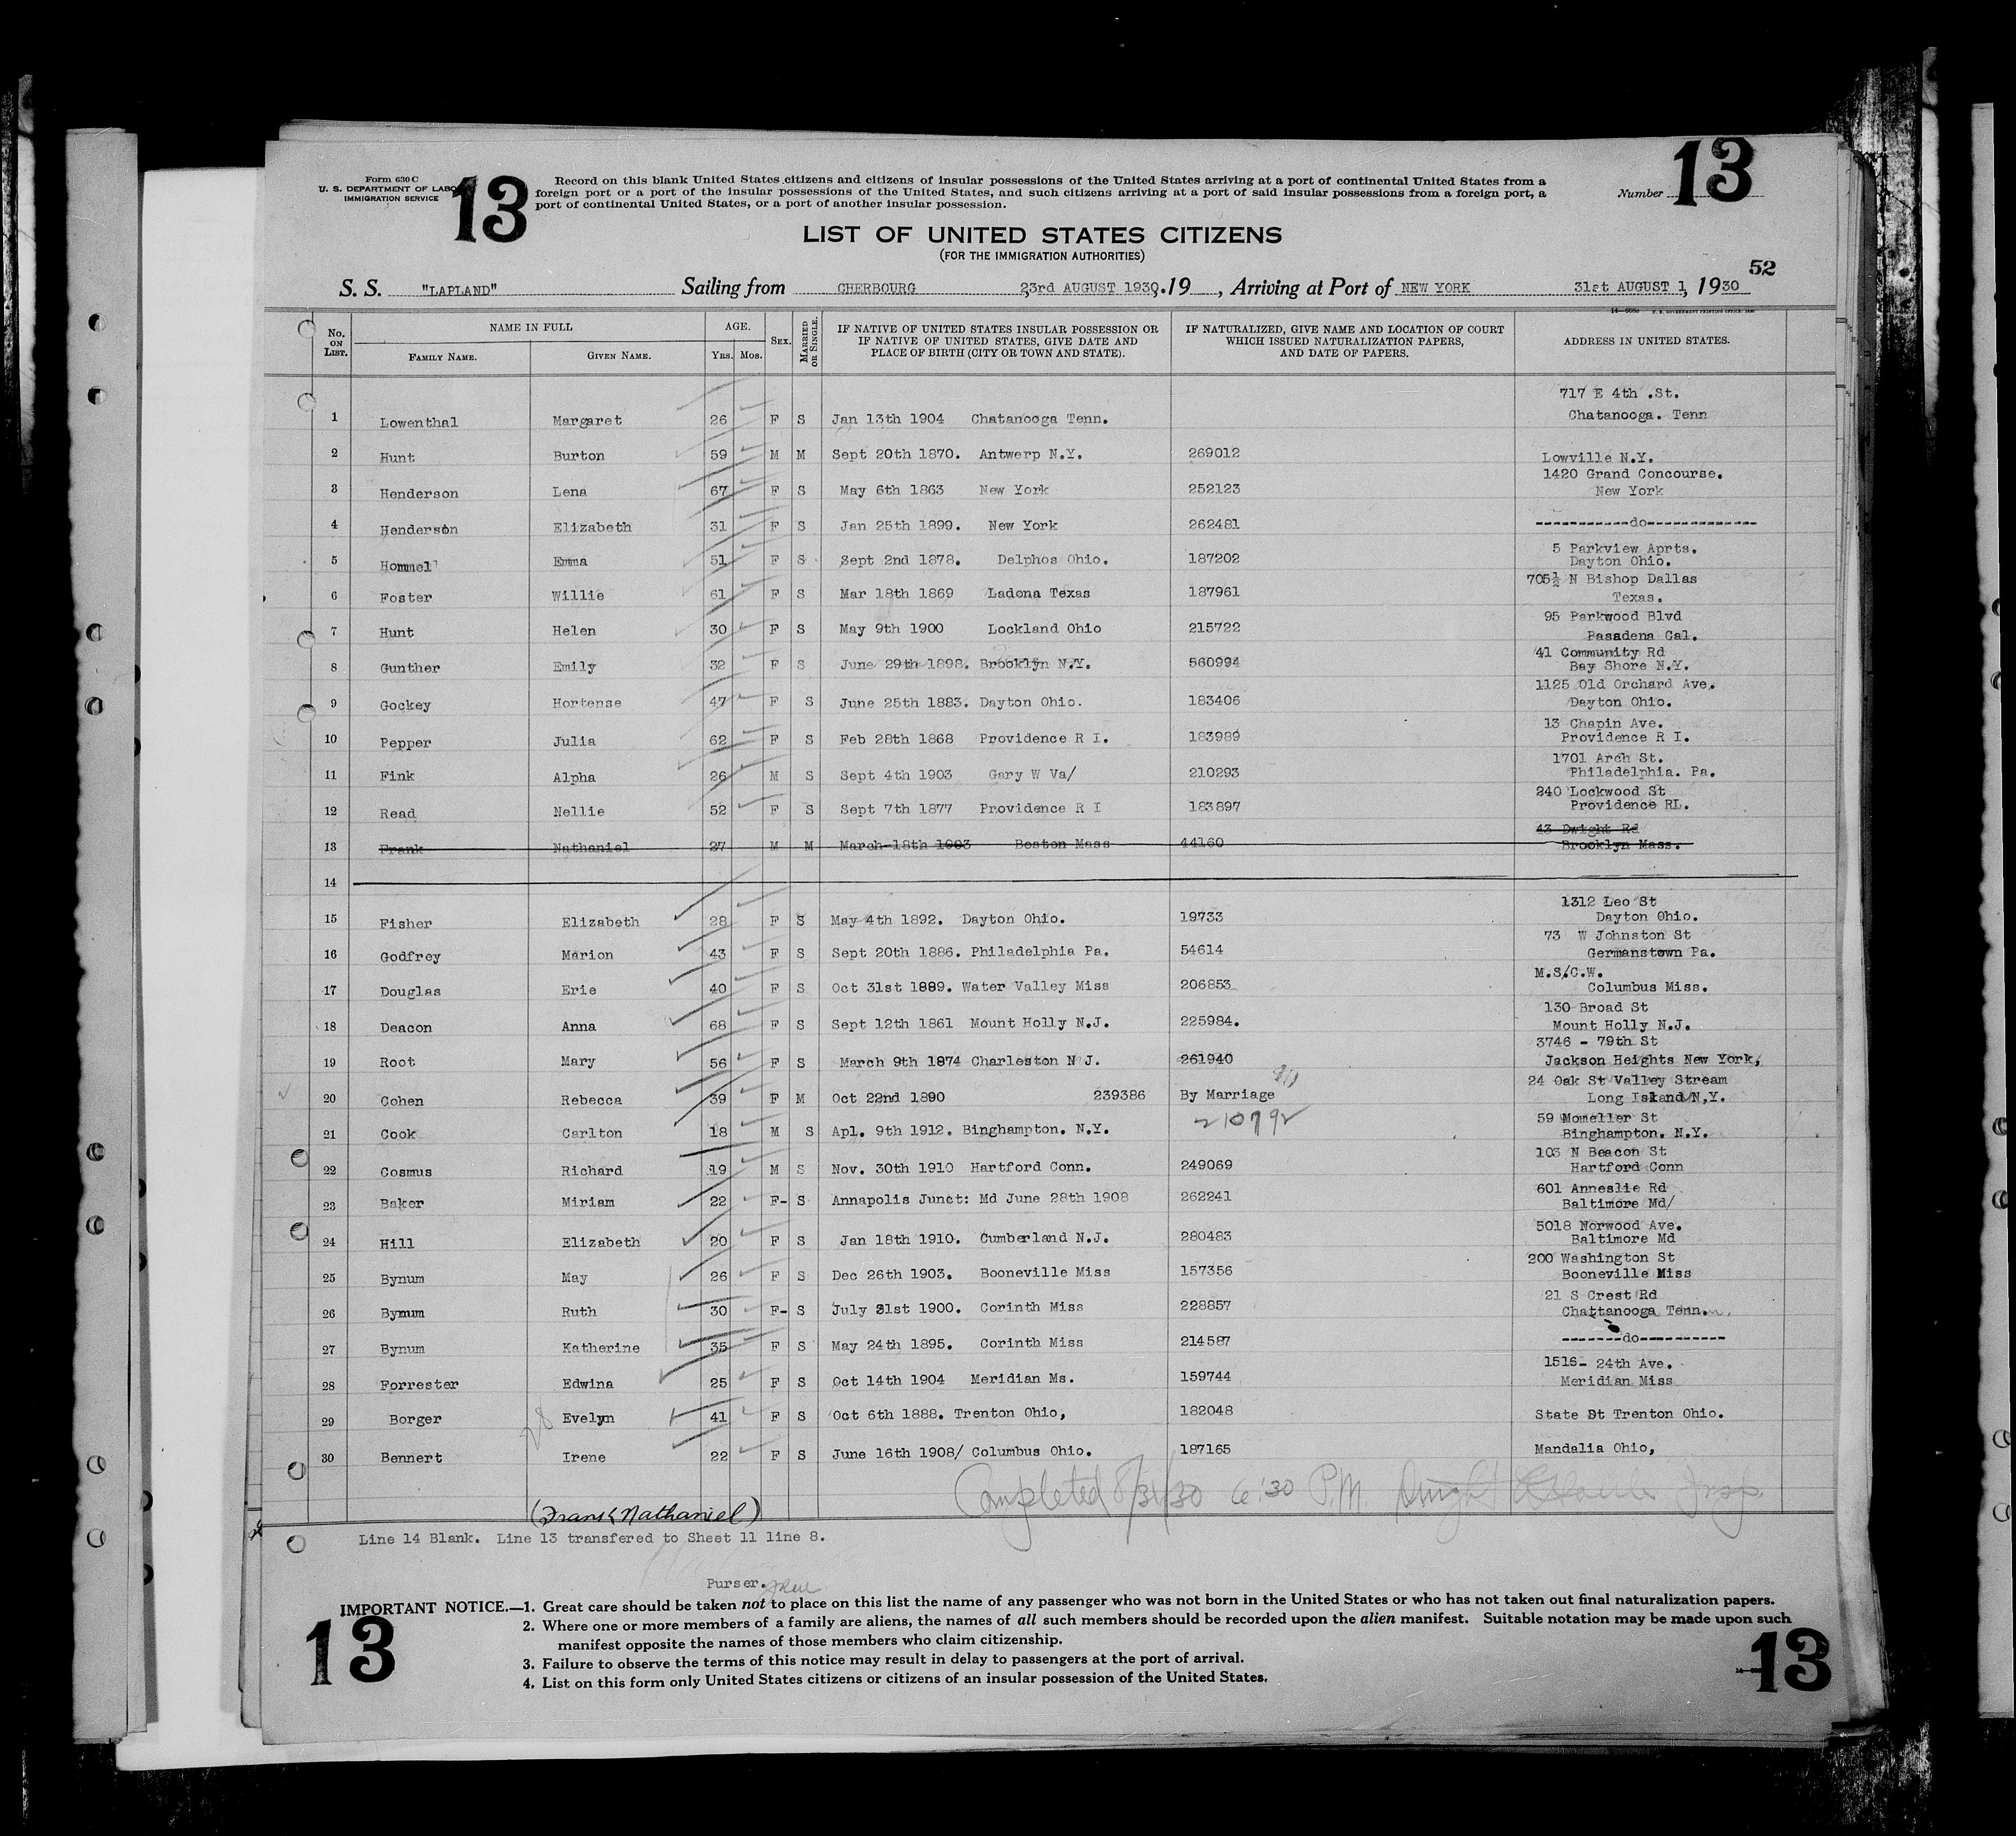 Form 630 C
U. S. DEPARTMENT OF LABO
IMMIGRATION SERVICE
13
Record on this blank United States citizens and citizens of insular possessions of the United States arriving at a port of continental United States from a
foreign port or a port of the insular possessions of the United States, and such citizens arriving at a port of said insular possessions from a foreign port, a
port of continental United States, or a port of another insular possession.
Number 13
LIST OF UNITED STATES CITIZENS
(FOR THE IMMIGRATION AUTHORITIES)
52
S. S. "LAPLAND" Sailing from CHERBOURG 23rd AUGUST 1930.19 , Arriving at Port of NEW YORK 31st AUGUST 1, 1930
No. ON LIST. NAME IN FULL FAMILY NAME. GIVEN NAME. AGE. YRS. MOS. SEX. MARRIED OR SINGLE. IF NATIVE OF UNITED STATES INSULAR POSSESSION OR IF NATIVE OF UNITED STATES, GIVE DATE AND PLACE OF BIRTH (CITY OR TOWN AND STATE). IF NATURALIZED, GIVE NAME AND LOCATION OF COURT WHICH ISSUED NATURALIZATION PAPERS, AND DATE OF PAPERS. ADDRESS IN UNITED STATES.
717 E 4th .St.
1 Lowenthal Margaret 26 F S Jan 13th 1904 Chatanooga Tenn. Chatanooga. Tenn
2 Hunt Burton 59 M M Sept 20th 1870. Antwerp N.Y. 269012 Lowville N.Y.
1420 Grand Concourse.
3 Henderson Lena 67 F S May 6th 1863 New York 252123 New York
4 Henderson Elizabeth 31 F S Jan 25th 1899. New York 262481 -----------do-------------
5 Parkview Aprts.
5 Hommel Emma 51 F S Sept 2nd 1878. Delphos Ohio. 187202 Dayton Ohio.
705½ N Bishop Dallas
6 Foster Willie 61 F S Mar 18th 1869 Ladona Texas 187961 Texas.
95 Parkwood Blvd
7 Hunt Helen 30 F S May 9th 1900 Lockland Ohio 215722 Pasadena Cal.
41 Community Rd
8 Gunther Emily 32 F S June 29th 1898. Brooklyn N.Y. 560994 Bay Shore N.Y.
1125 Old Orchard Ave.
9 Gockey Hortense 47 F S June 25th 1883. Dayton Ohio. 183406 Dayton Ohio.
13 Chapin Ave.
10 Pepper Julia 62 F S Feb 28th 1868 Providence R I. 183989 Providence R I.
1701 Arch St.
11 Fink Alpha 26 M S Sept 4th 1903 Gary W Va/ 210293 Philadelphia. Pa.
240 Lockwood St
12 Read Nellie 52 F S Sept 7th 1877 Providence R I 183897 Providence RI.
43 Dwight Rd
13 Frank Nathaniel 27 M M March 18th 1903 Boston Mass 44160 Brooklyn Mass.
14
1312 Leo St
15 Fisher Elizabeth 28 F S May 4th 1892. Dayton Ohio. 19733 Dayton Ohio.
73 W Johnston St
16 Godfrey Marion 43 F S Sept 20th 1886. Philadelphia Pa. 54614 Germanstown Pa.
M.S/C.W.
17 Douglas Erie 40 F S Oct 31st 1889. Water Valley Miss 206853 Columbus Miss.
130 Broad St
18 Deacon Anna 68 F S Sept 12th 1861 Mount Holly N.J. 225984. Mount Holly N.J.
3746 - 79th St
19 Root Mary 56 F S March 9th 1874 Charleston N J. 261940 Jackson Heights New York,
24 Oak St Valley Stream
20 Cohen Rebecca 39 F M Oct 22nd 1890 239386 By Marriage Long Island N,Y.
59 Momeller St
21 Cook Carlton 18 M S Apl. 9th 1912. Binghampton. N.Y. 210792 Binghampton. N.Y.
103 N Beacon St
22 Cosmus Richard 19 M S Nov. 30th 1910 Hartford Conn. 249069 Hartford Conn
601 Anneslie Rd
23 Baker Miriam 22 F- S Annapolis Junct: Md June 28th 1908 262241 Baltimore Md/
5018 Norwood Ave.
24 Hill Elizabeth 20 F S Jan 18th 1910. Cumberland N.J. 280483 Baltimore Md
200 Washington St
25 Bynum May 26 F S Dec 26th 1903. Booneville Miss 157356 Booneville Miss
21 S Crest Rd
26 Bynum Ruth 30 F- S July 31st 1900. Corinth Miss 228857 Chattanooga Tenn.
27 Bynum Katherine 35 F S May 24th 1895. Corinth Miss 214587 -------do----------
1516- 24th Ave.
28 Forrester Edwina 25 F S Oct 14th 1904 Meridian Ms. 159744 Meridian Miss
29 Borger Evelyn 41 F S Oct 6th 1888. Trenton Ohio, 182048 State St Trenton Ohio.
28
30 Bennert Irene 22 F S June 16th 1908/ Columbus Ohio. 187165 Mandalia Ohio,
Completed 8/31/30 6:30 P.M. Dwight Insp.
(Frank Nathaniel)
Line 14 Blank. Line 13 transfered to Sheet 11 line 8.
Purser.
IMPORTANT NOTICE.—1. Great care should be taken not to place on this list the name of any passenger who was not born in the United States or who has not taken out final naturalization papers.
2. Where one or more members of a family are aliens, the names of all such members should be recorded upon the alien manifest. Suitable notation may be made upon such
manifest opposite the names of those members who claim citizenship.
3. Failure to observe the terms of this notice may result in delay to passengers at the port of arrival.
4. List on this form only United States citizens or citizens of an insular possession of the United States.
13
13